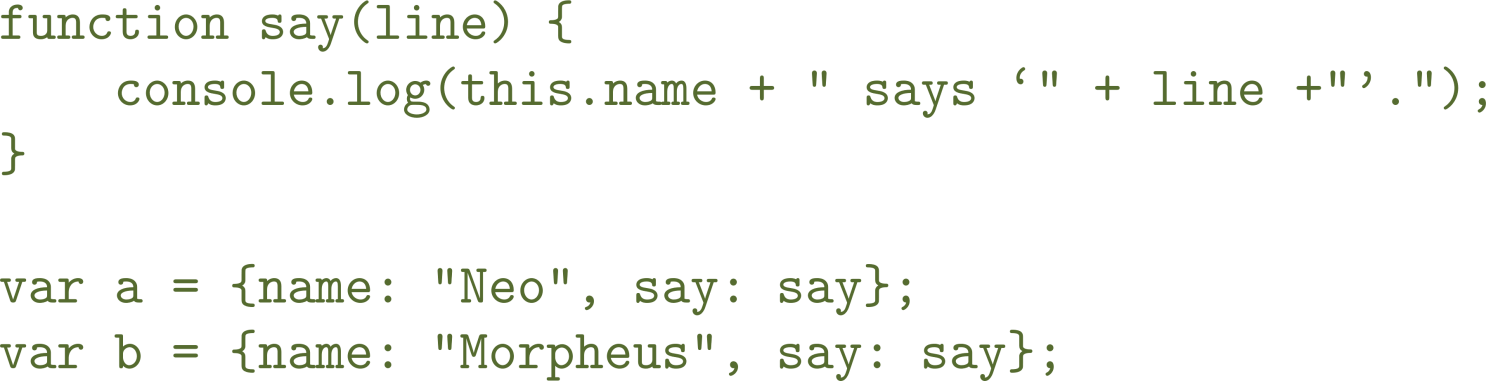 function say(line) {
    console.log(this.name + " says ‘" + line +"’.");
}

var a = {name: "Neo", say: say};
var b = {name: "Morpheus", say: say};